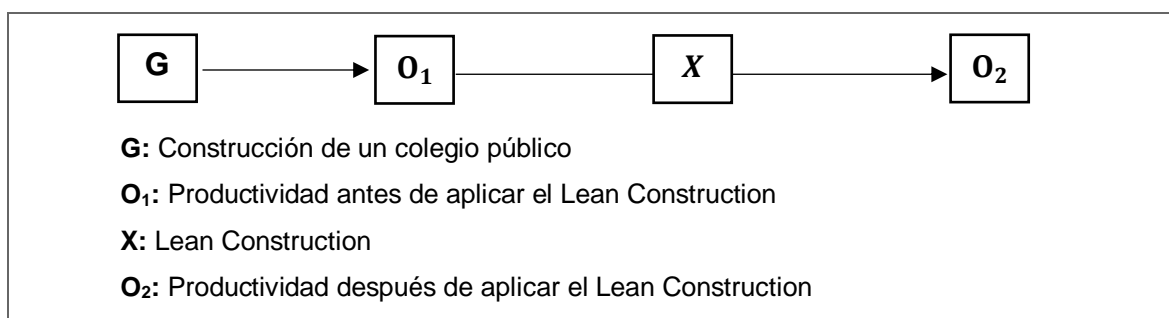 G O₁ X O₂
G: Construcción de un colegio público
O₁: Productividad antes de aplicar el Lean Construction
X: Lean Construction
O₂: Productividad después de aplicar el Lean Construction